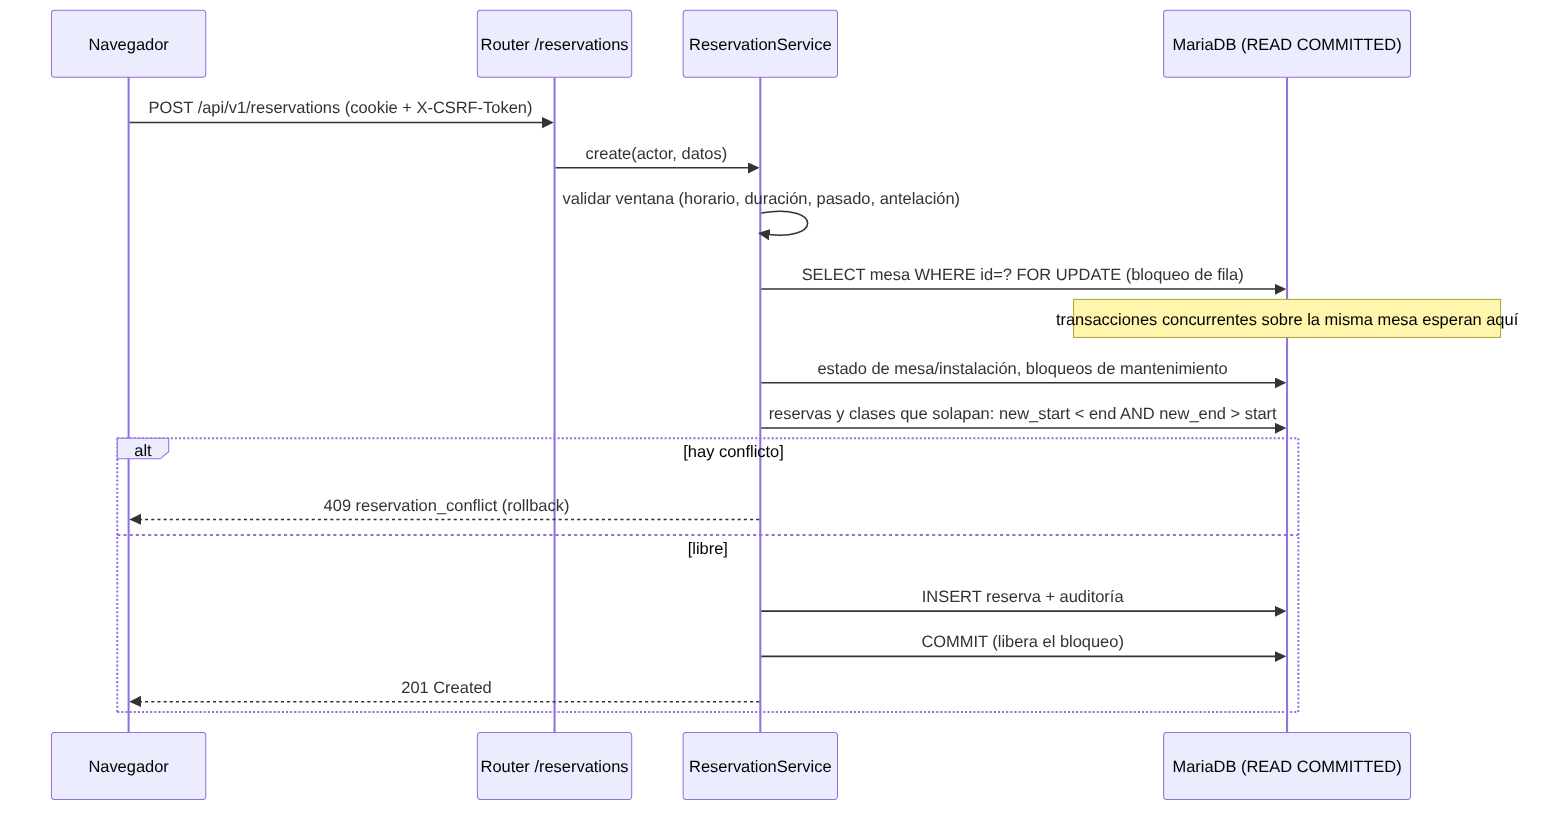 Navegador
Router /reservations
ReservationService
MariaDB (READ COMMITTED)
POST /api/v1/reservations (cookie + X-CSRF-Token)
create(actor, datos)
validar ventana (horario, duración, pasado, antelación)
SELECT mesa WHERE id=? FOR UPDATE (bloqueo de fila)
transacciones concurrentes sobre la misma mesa esperan aquí
estado de mesa/instalación, bloqueos de mantenimiento
reservas y clases que solapan: new_start < end AND new_end > start
alt
[hay conflicto]
409 reservation_conflict (rollback)
[libre]
INSERT reserva + auditoría
COMMIT (libera el bloqueo)
201 Created
Navegador
Router /reservations
ReservationService
MariaDB (READ COMMITTED)